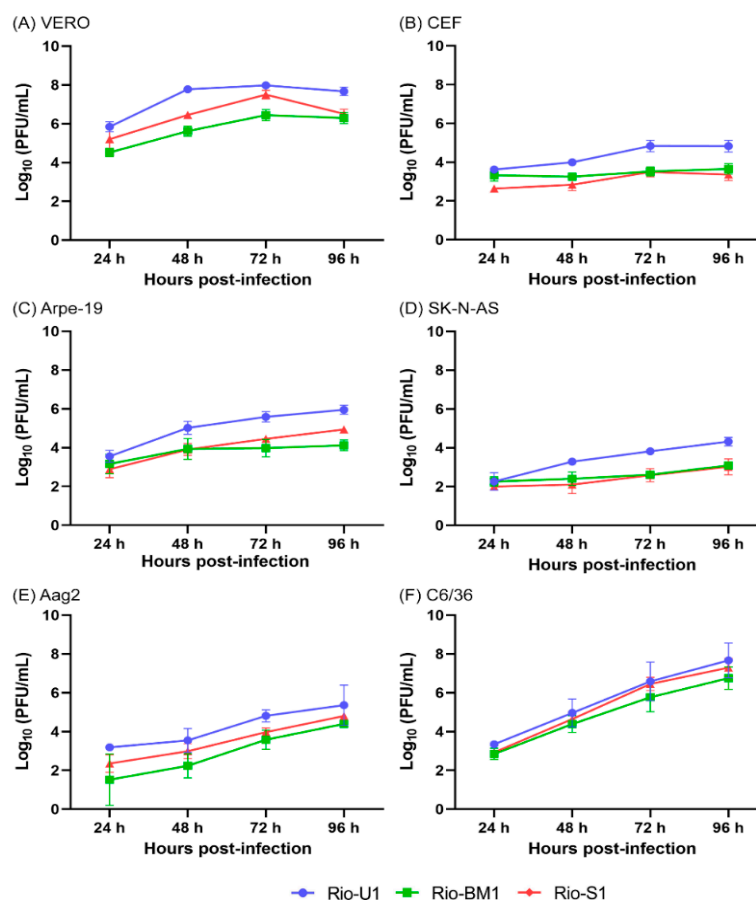 (A) VERO
(B) CEF
Log10 (PFU/mL)
10
8
6
4
2
0
24 h 48 h 72 h 96 h
Hours post-infection
Log10 (PFU/mL)
10
8
6
4
2
0
24 h 48 h 72 h 96 h
Hours post-infection
(C) Arpe-19
(D) SK-N-AS
Log10 (PFU/mL)
10
8
6
4
2
0
24 h 48 h 72 h 96 h
Hours post-infection
Log10 (PFU/mL)
10
8
6
4
2
0
24 h 48 h 72 h 96 h
Hours post-infection
(E) Aag2
(F) C6/36
Log10 (PFU/mL)
10
8
6
4
2
0
24 h 48 h 72 h 96 h
Hours post-infection
Log10 (PFU/mL)
10
8
6
4
2
0
24 h 48 h 72 h 96 h
Hours post-infection
Rio-U1 Rio-BM1 Rio-S1